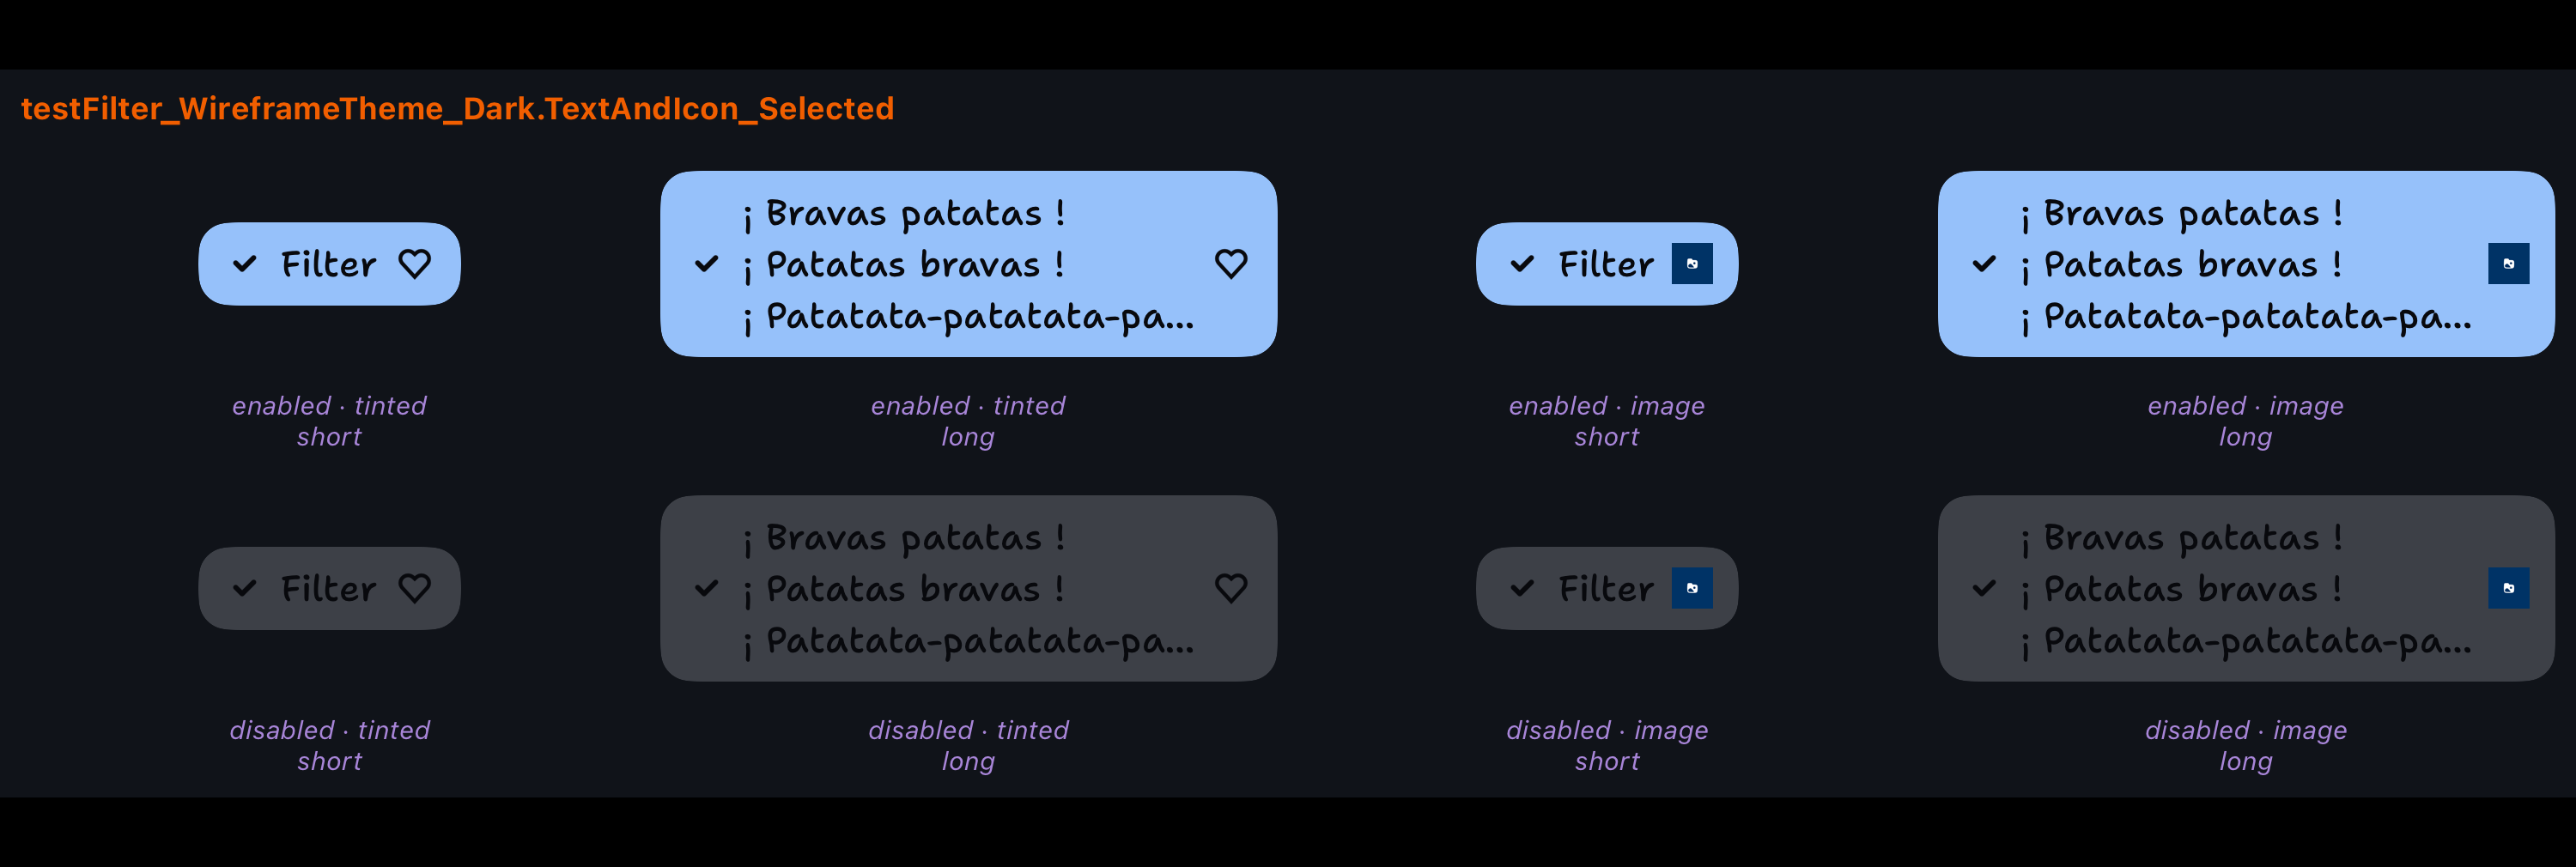 testFilter_WireframeTheme_Dark.TextAndIcon_Selected
Filter
¡ Bravas patatas !
¡ Patatas bravas !
¡ Patatata-patatata-pa...
Filter
¡ Bravas patatas !
¡ Patatas bravas !
¡ Patatata-patatata-pa...
enabled · tinted
short
enabled · tinted
long
enabled · image
short
enabled · image
long
Filter
¡ Bravas patatas !
¡ Patatas bravas !
¡ Patatata-patatata-pa...
Filter
¡ Bravas patatas !
¡ Patatas bravas !
¡ Patatata-patatata-pa...
disabled · tinted
short
disabled · tinted
long
disabled · image
short
disabled · image
long